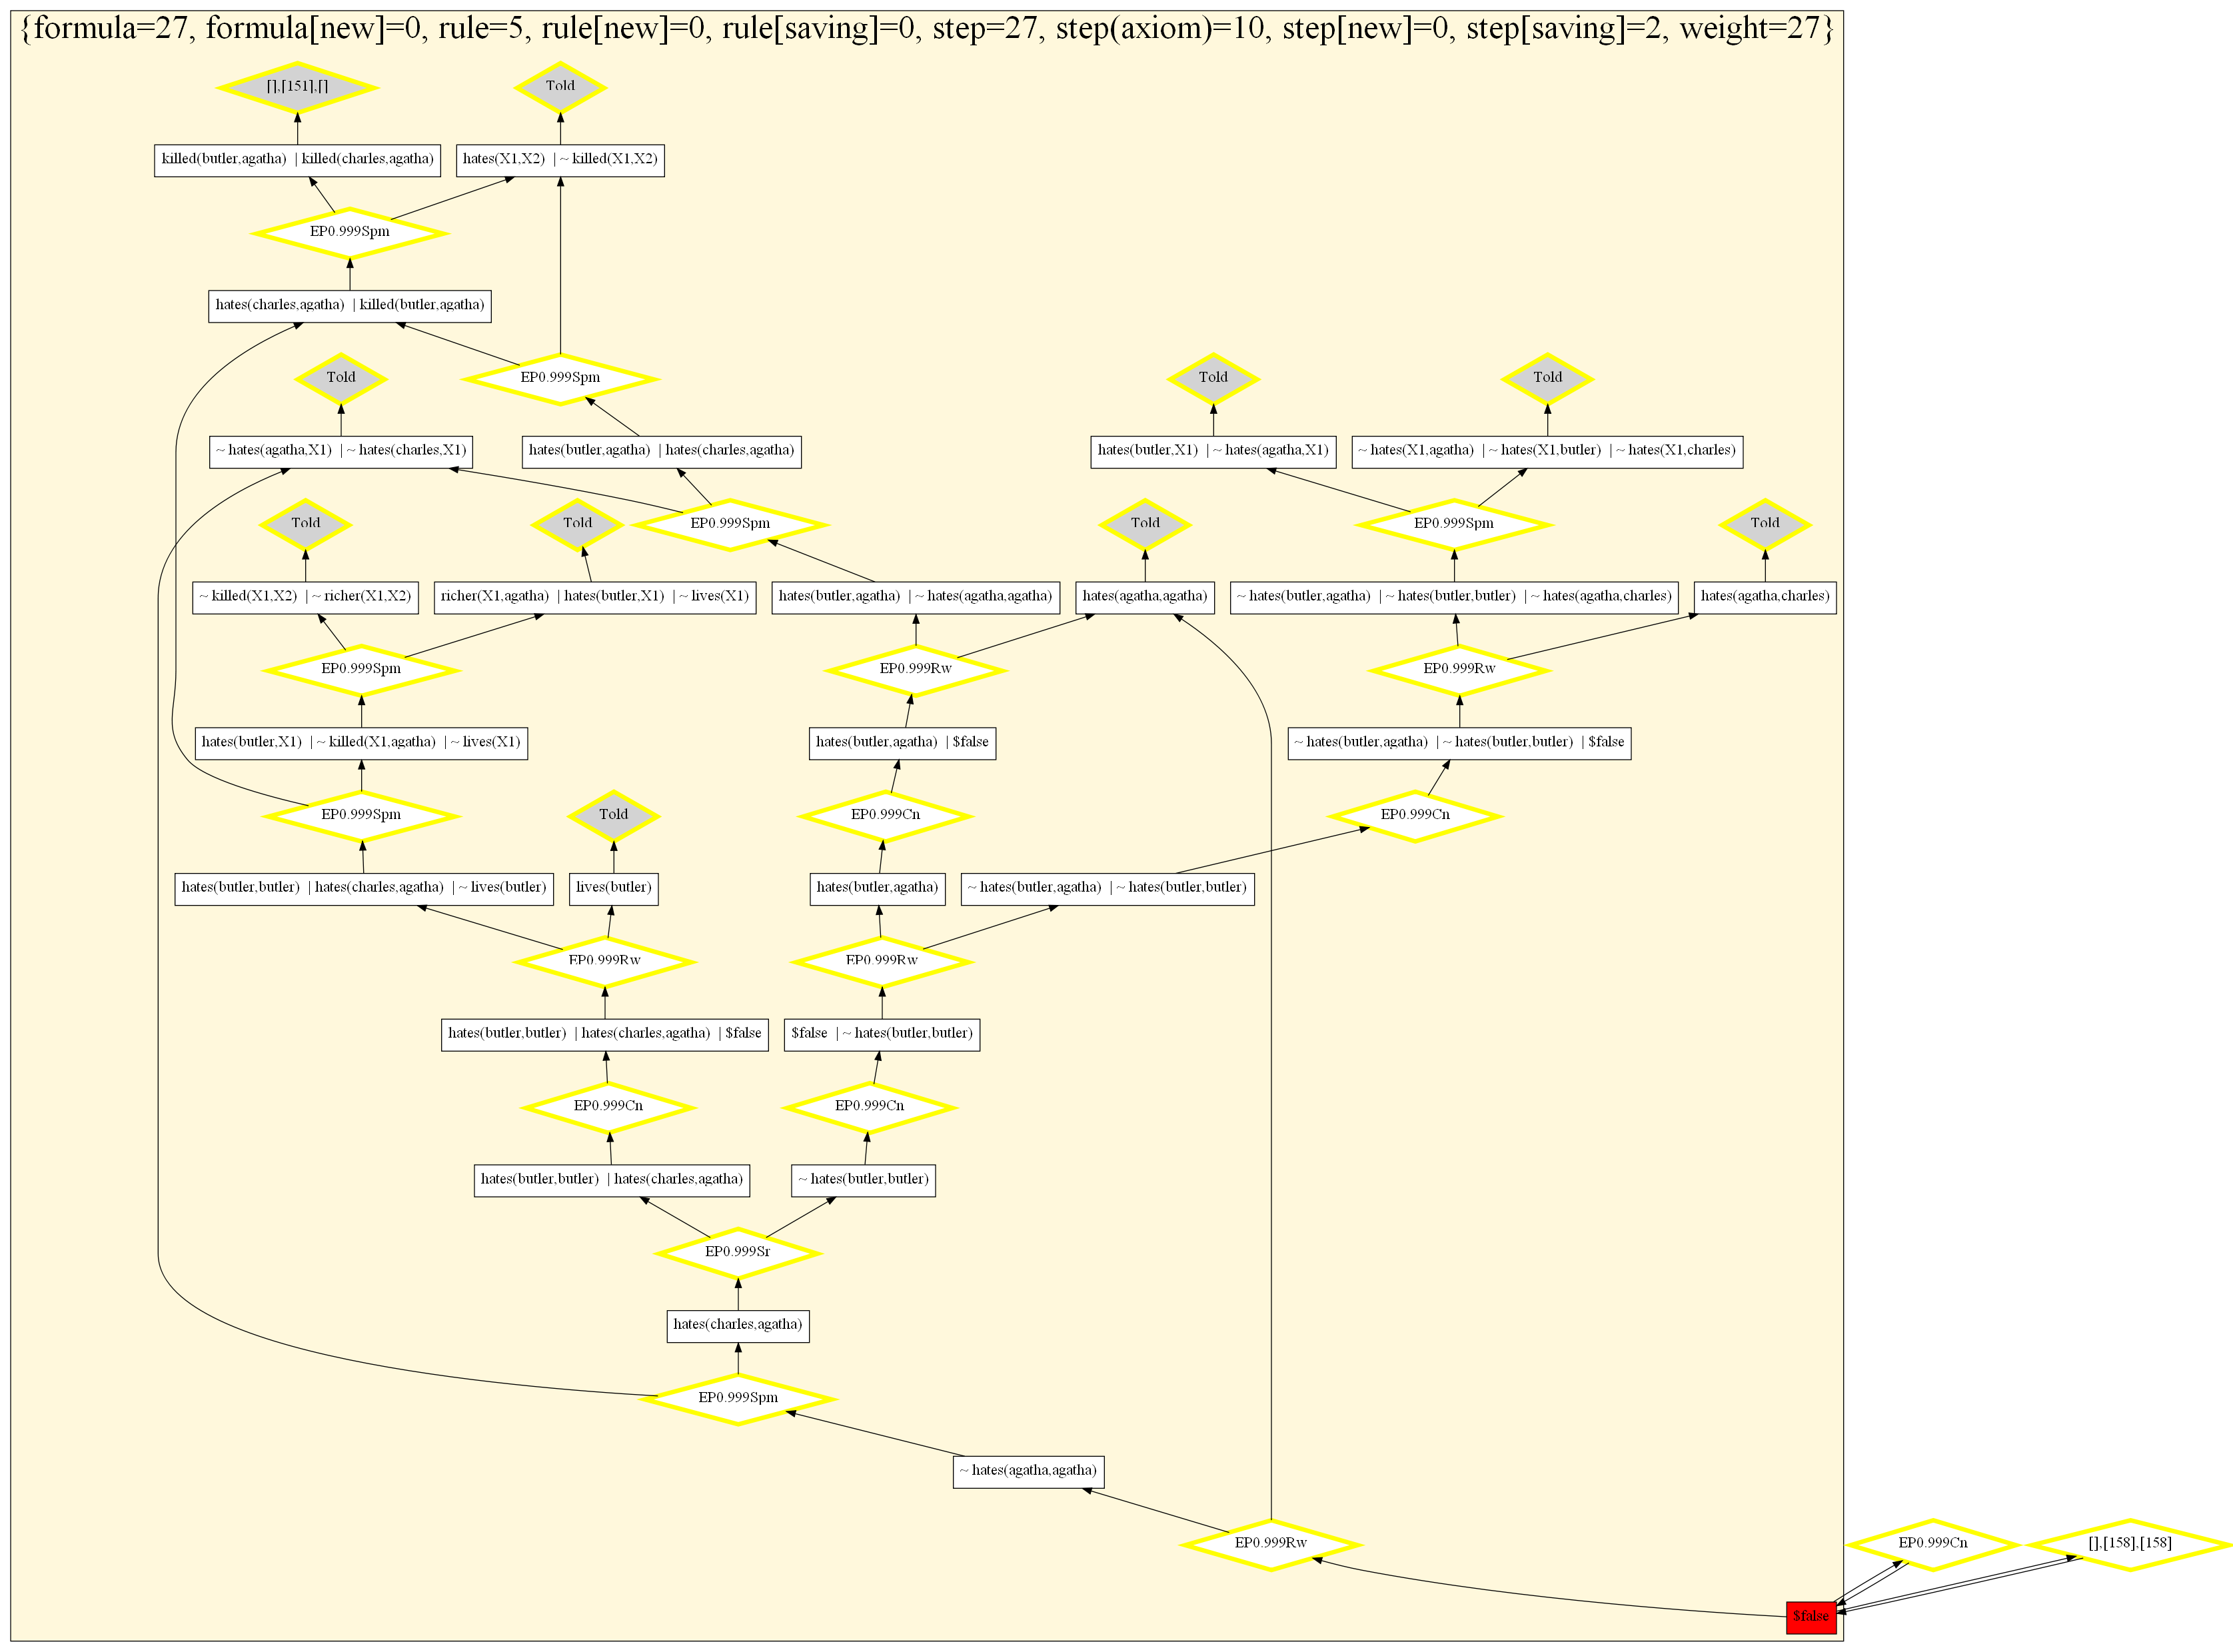 {formula=27, formula[new]=0, rule=5, rule[new]=0, rule[saving]=0, step=27, step(axiom)=10, step[new]=0, step[saving]=2, weight=27}
[],[151],[]
Told
killed(butler,agatha) | killed(charles,agatha)
hates(X1,X2) | ~ killed(X1,X2)
EP0.999Spm
hates(charles,agatha) | killed(butler,agatha)
Told
EP0.999Spm
Told
Told
~ hates(agatha,X1) | ~ hates(charles,X1)
hates(butler,agatha) | hates(charles,agatha)
hates(butler,X1) | ~ hates(agatha,X1)
~ hates(X1,agatha) | ~ hates(X1,butler) | ~ hates(X1,charles)
Told
Told
EP0.999Spm
Told
EP0.999Spm
Told
~ killed(X1,X2) | ~ richer(X1,X2)
richer(X1,agatha) | hates(butler,X1) | ~ lives(X1)
hates(butler,agatha) | ~ hates(agatha,agatha)
hates(agatha,agatha)
~ hates(butler,agatha) | ~ hates(butler,butler) | ~ hates(agatha,charles)
hates(agatha,charles)
EP0.999Spm
EP0.999Rw
EP0.999Rw
hates(butler,X1) | ~ killed(X1,agatha) | ~ lives(X1)
hates(butler,agatha) | $false
~ hates(butler,agatha) | ~ hates(butler,butler) | $false
EP0.999Spm
Told
EP0.999Cn
EP0.999Cn
hates(butler,butler) | hates(charles,agatha) | ~ lives(butler)
lives(butler)
hates(butler,agatha)
~ hates(butler,agatha) | ~ hates(butler,butler)
EP0.999Rw
EP0.999Rw
hates(butler,butler) | hates(charles,agatha) | $false
$false | ~ hates(butler,butler)
EP0.999Cn
EP0.999Cn
hates(butler,butler) | hates(charles,agatha)
~ hates(butler,butler)
EP0.999Sr
hates(charles,agatha)
EP0.999Spm
~ hates(agatha,agatha)
EP0.999Rw
EP0.999Cn
[],[158],[158]
$false